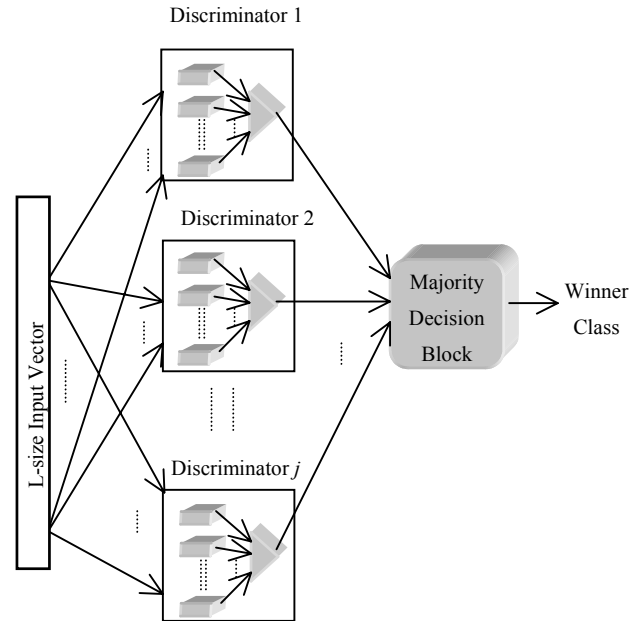 Discriminator 1
Discriminator 2
Discriminator j
L-size Input Vector
Majority
Decision
Block
Winner
Class